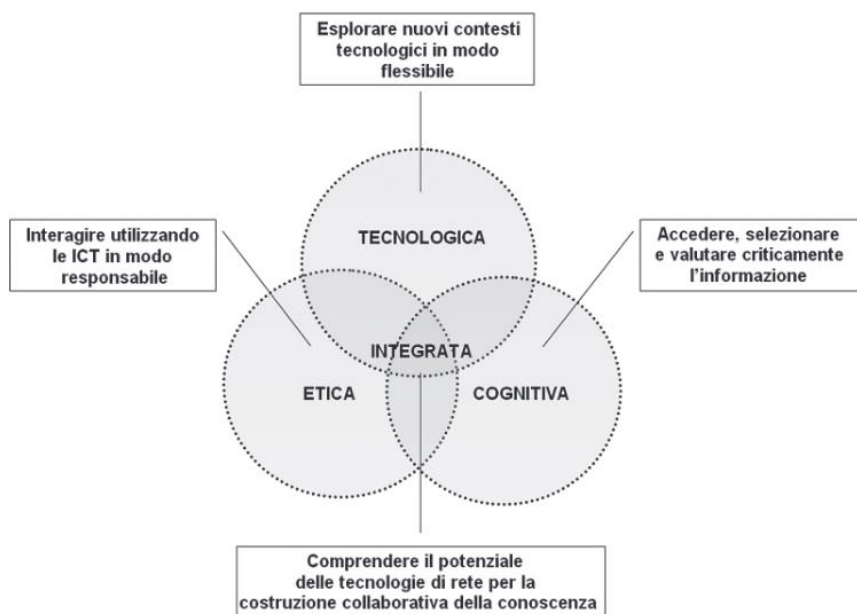 Esplorare nuovi contesti
tecnologici in modo
flessibile
TECNOLOGICA
Interagire utilizzando
le ICT in modo
responsabile
Accedere, selezionare
e valutare criticamente
l'informazione
INTEGRATA
ETICA
COGNITIVA
Comprendere il potenziale
delle tecnologie di rete per la
costruzione collaborativa della conoscenza